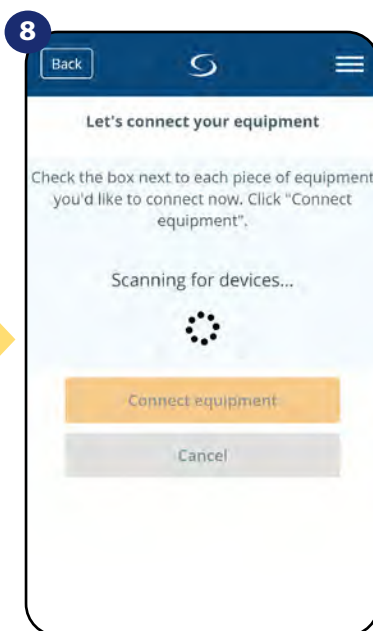 8
Back
Let's connect your equipment
Check the box next to each piece of equipment
you'd like to connect now. Click "Connect
equipment".
Scanning for devices...
Connect equipment
Cancel